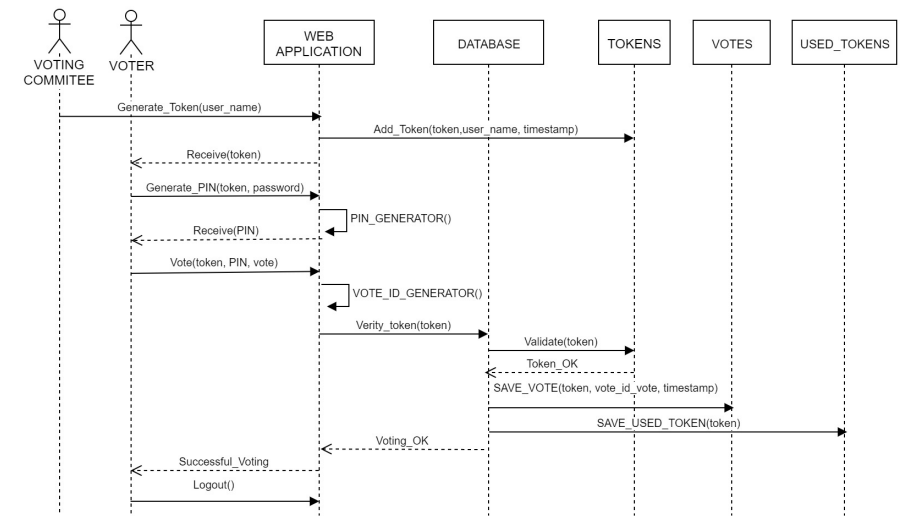 WEB
APPLICATION
DATABASE
TOKENS
VOTES
USED_TOKENS
VOTING
COMMITEE
VOTER
Generate_Token(user_name)
Add_Token(token,user_name, timestamp)
Receive(token)
Generate_PIN(token, password)
PIN_GENERATOR()
Receive(PIN)
Vote(token, PIN, vote)
VOTE_ID_GENERATOR()
Verity_token(token)
Validate(token)
Token_OK
SAVE_VOTE(token, vote_id_vote, timestamp)
SAVE_USED_TOKEN(token)
Voting_OK
Successful_Voting
Logout()